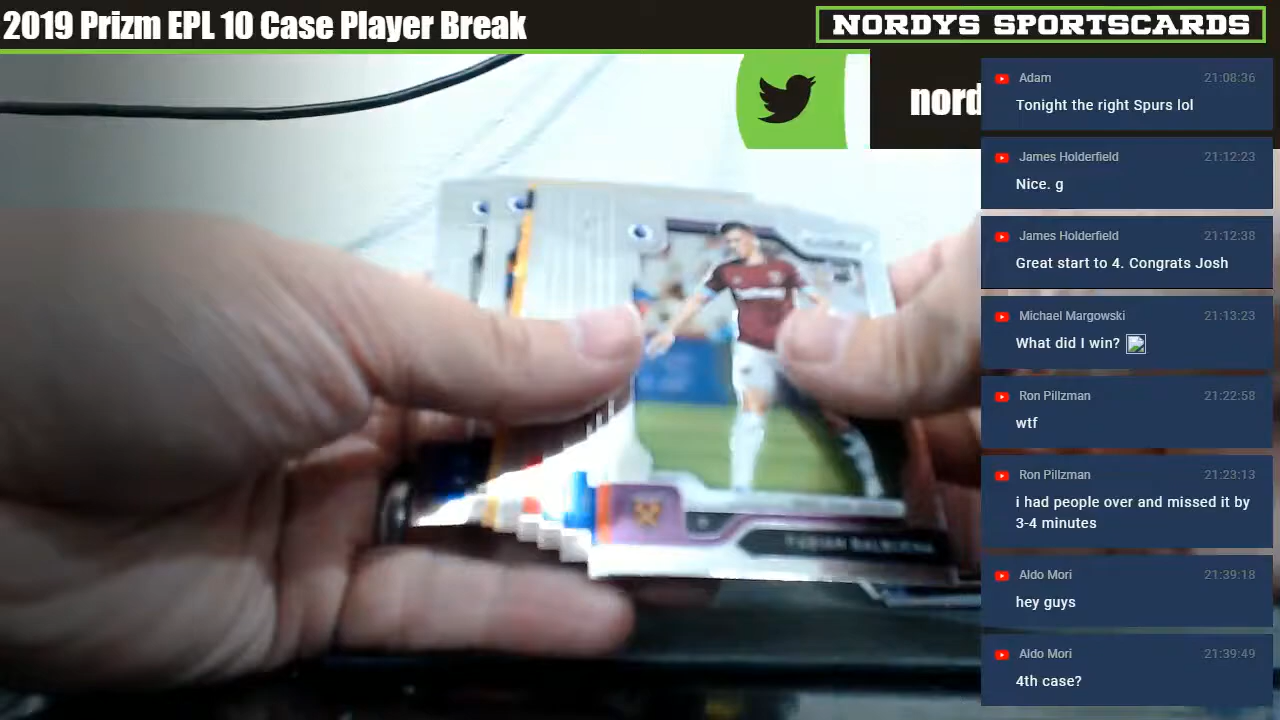 2019 Prizm EPL 10 Case Player Break
NORDYS SPORTSCARDS
nord
Adam 21:08:36
Tonight the right Spurs lol
James Holderfield 21:12:23
Nice. g
James Holderfield 21:12:38
Great start to 4. Congrats Josh
Michael Margowski 21:13:23
What did I win?
Ron Pillzman 21:22:58
wtf
Ron Pillzman 21:23:13
i had people over and missed it by
3-4 minutes
Aldo Mori 21:39:18
hey guys
Aldo Mori 21:39:49
4th case?
FABIAN BALBUENA